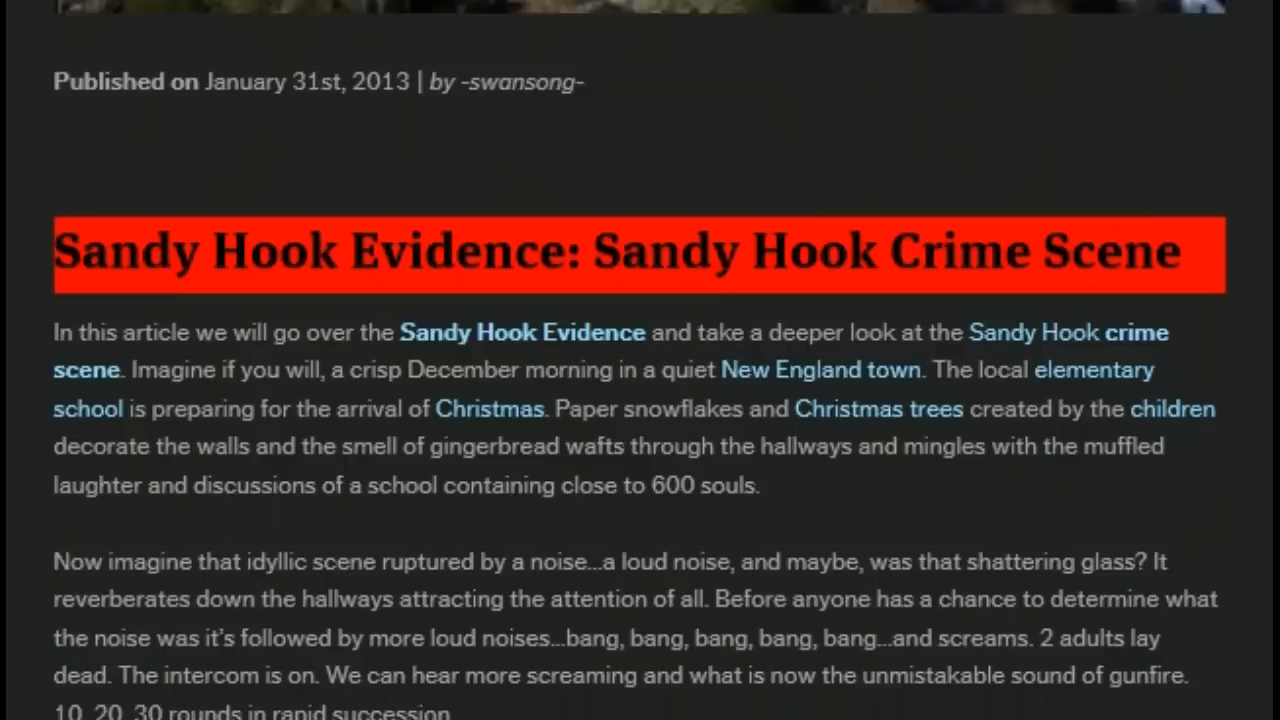 Published on January 31st, 2013 | by -swansong-
Sandy Hook Evidence: Sandy Hook Crime Scene
In this article we will go over the Sandy Hook Evidence and take a deeper look at the Sandy Hook crime
scene. Imagine if you will, a crisp December morning in a quiet New England town. The local elementary
school is preparing for the arrival of Christmas. Paper snowflakes and Christmas trees created by the children
decorate the walls and the smell of gingerbread wafts through the hallways and mingles with the muffled
laughter and discussions of a school containing close to 600 souls.
Now imagine that idyllic scene ruptured by a noise...a loud noise, and maybe, was that shattering glass? It
reverberates down the hallways attracting the attention of all. Before anyone has a chance to determine what
the noise was it's followed by more loud noises...bang, bang, bang, bang, bang...and screams. 2 adults lay
dead. The intercom is on. We can hear more screaming and what is now the unmistakable sound of gunfire.
10, 20, 30 rounds in rapid succession